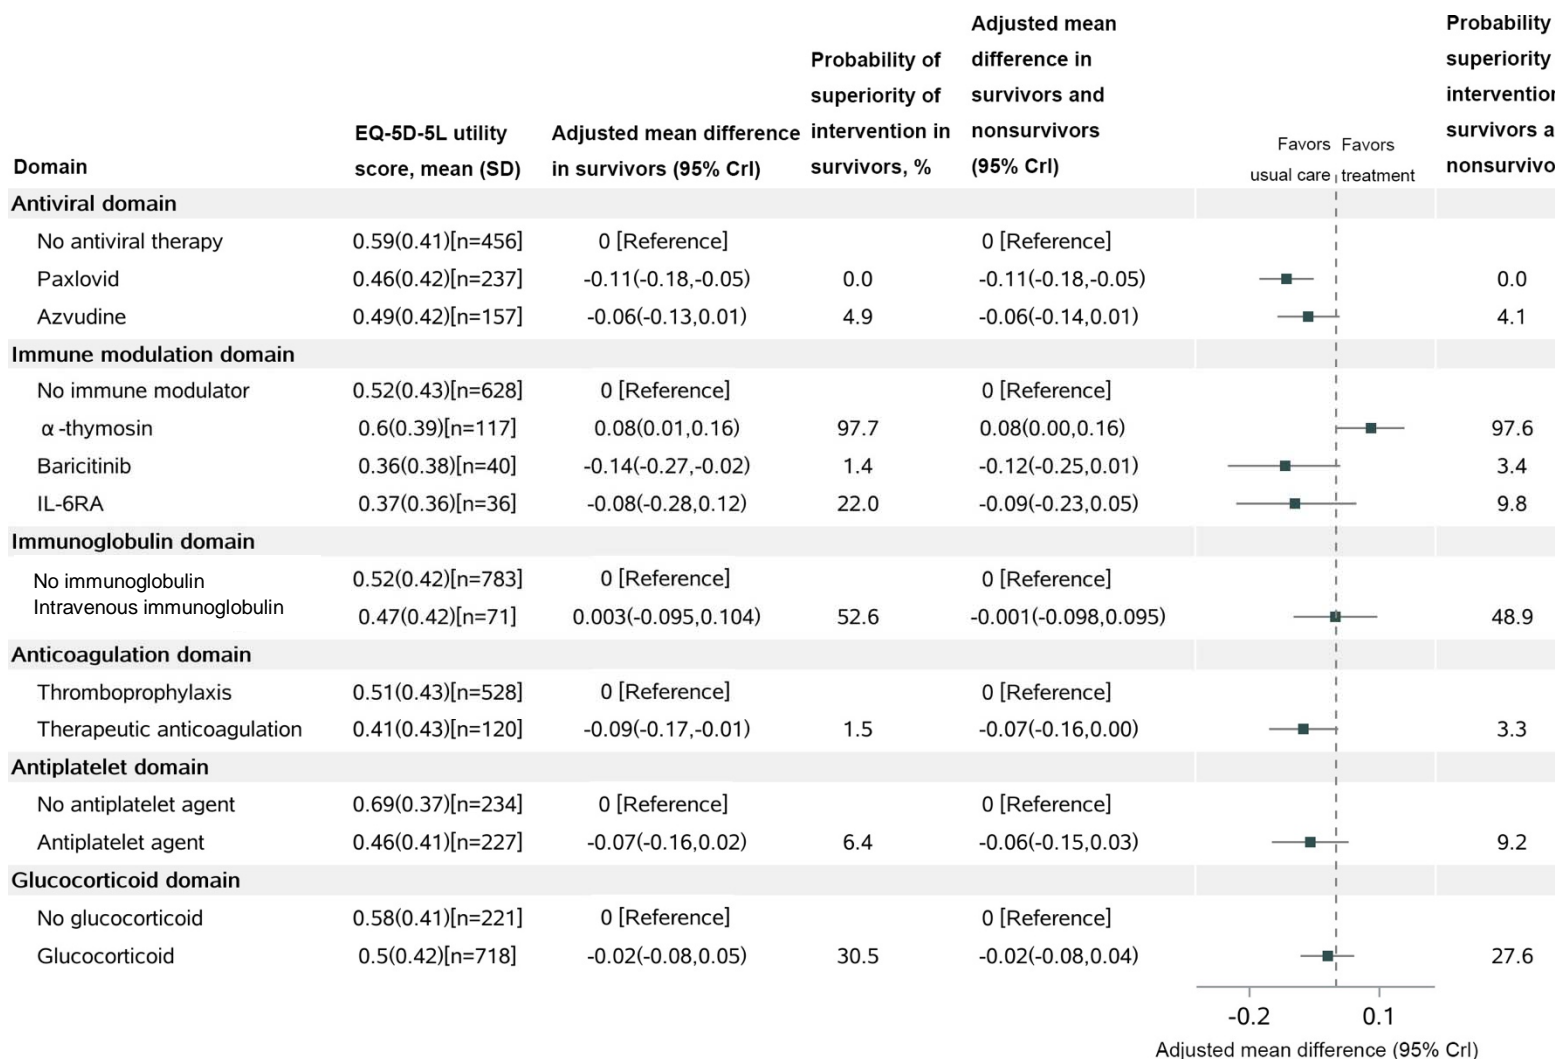 Domain
EQ-5D-5L utility
score, mean (SD)
Adjusted mean difference
in survivors (95% Crl)
Probability of
superiority of
intervention in
survivors, %
Adjusted mean
difference in
survivors and
nonsurvivors
(95% Crl)
Favors Favors
usual care treatment
Probability
superiority
intervention
survivors a
nonsurvivo
Antiviral domain
No antiviral therapy 0.59(0.41)[n=456] 0 [Reference] 0 [Reference]
Paxlovid 0.46(0.42)[n=237] -0.11(-0.18,-0.05) 0.0 -0.11(-0.18,-0.05) 0.0
Azvudine 0.49(0.42)[n=157] -0.06(-0.13,0.01) 4.9 -0.06(-0.14,0.01) 4.1
Immune modulation domain
No immune modulator 0.52(0.43)[n=628] 0 [Reference] 0 [Reference]
α-thymosin 0.6(0.39)[n=117] 0.08(0.01,0.16) 97.7 0.08(0.00,0.16) 97.6
Baricitinib 0.36(0.38)[n=40] -0.14(-0.27,-0.02) 1.4 -0.12(-0.25,0.01) 3.4
IL-6RA 0.37(0.36)[n=36] -0.08(-0.28,0.12) 22.0 -0.09(-0.23,0.05) 9.8
Immunoglobulin domain
No immunoglobulin 0.52(0.42)[n=783] 0 [Reference] 0 [Reference]
Intravenous immunoglobulin 0.47(0.42)[n=71] 0.003(-0.095,0.104) 52.6 -0.001(-0.098,0.095) 48.9
Anticoagulation domain
Thromboprophylaxis 0.51(0.43)[n=528] 0 [Reference] 0 [Reference]
Therapeutic anticoagulation 0.41(0.43)[n=120] -0.09(-0.17,-0.01) 1.5 -0.07(-0.16,0.00) 3.3
Antiplatelet domain
No antiplatelet agent 0.69(0.37)[n=234] 0 [Reference] 0 [Reference]
Antiplatelet agent 0.46(0.41)[n=227] -0.07(-0.16,0.02) 6.4 -0.06(-0.15,0.03) 9.2
Glucocorticoid domain
No glucocorticoid 0.58(0.41)[n=221] 0 [Reference] 0 [Reference]
Glucocorticoid 0.5(0.42)[n=718] -0.02(-0.08,0.05) 30.5 -0.02(-0.08,0.04) 27.6
-0.2 0.1
Adjusted mean difference (95% Crl)